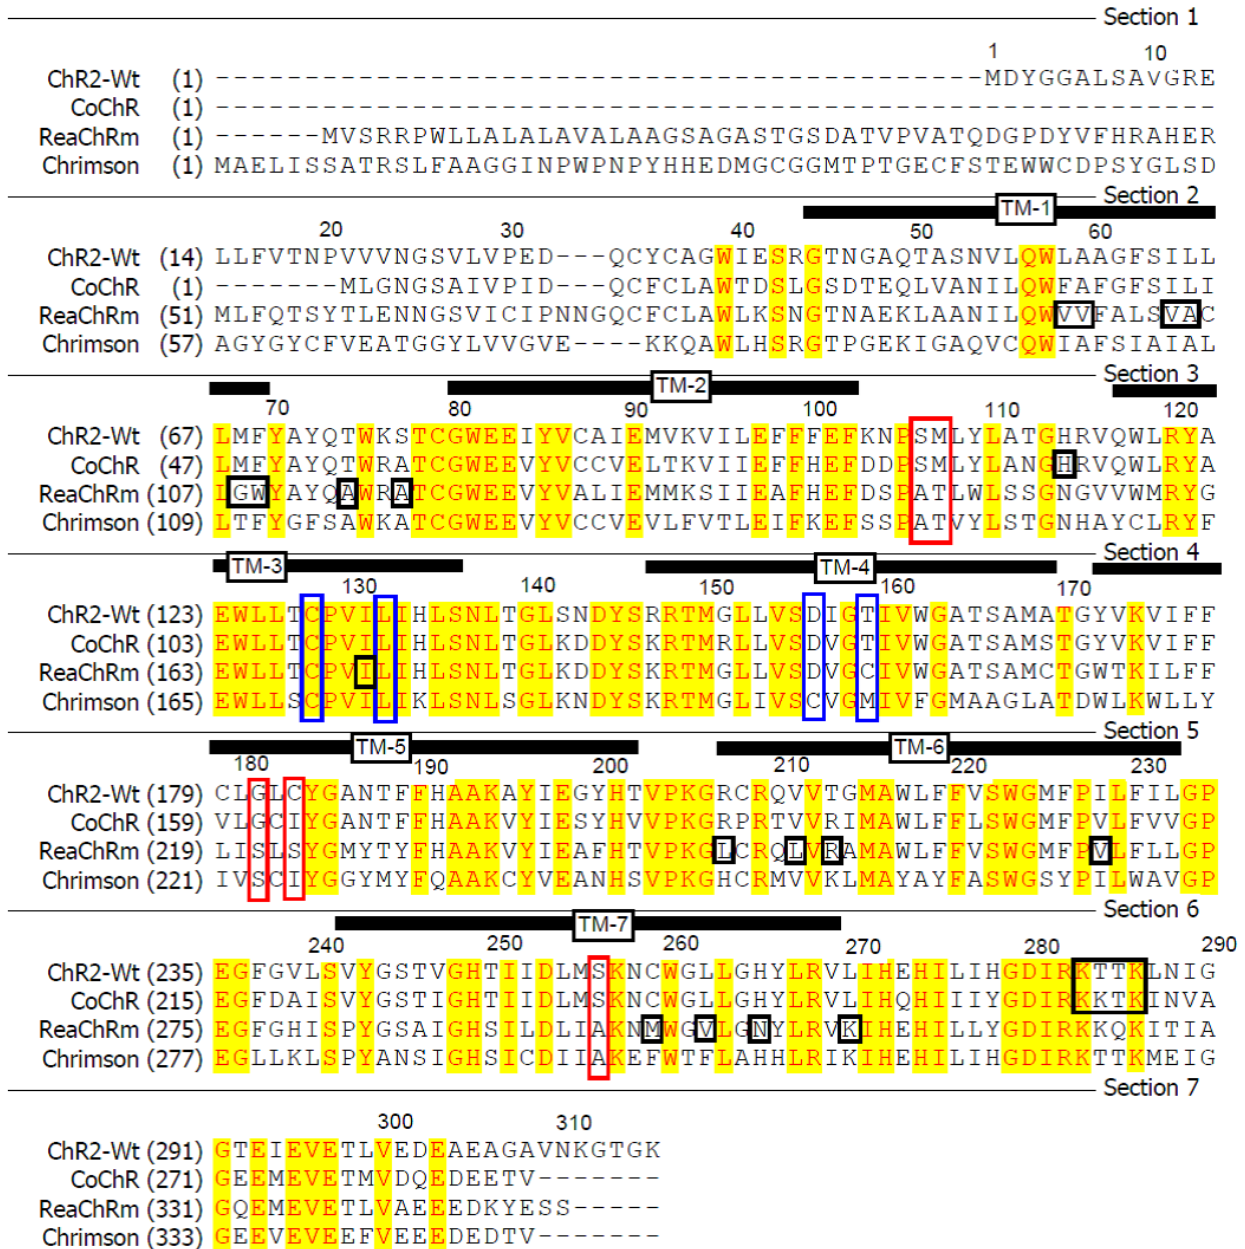 Section 1
1 10
ChR2-Wt (1) -------------------------------------------MDYGGALSAVGRE
CoChR (1) --------------------------------------------------------
ReaChRm (1) ------MVSRRPWLLALALALAVALAAGSAGASTGSDATVPVATQDGPDYVFHRAHER
Chrimson (1) MAELISSATRSLFAAGGINPWPNPYHHEDMGCGGMTPTGECFSTEWWCDPSYGLSD
Section 2
TM-1
20 30 40 50 60
ChR2-Wt (14) LLFVTNPVVVNGSVLVPED---QCYCAGWIESRGTNGAQTASNVLQWLAAGFSILL
CoChR (1) -------MLGNGSAIVPID---QCFCLAWTDSLGSDTEQLVANILQWFAFGFSILI
ReaChRm (51) MLFQTSYTLENNGSVICIPNNGQCFCLAWLKSNGTNAEKLAANILQWVVFALSVAC
Chrimson (57) AGYGYCFVEATGGYLVVGVE----KKQAWLHSRGTPGEKIGAQVCQWIAFSIAIAL
Section 3
TM-2
70 80 90 100 110 120
ChR2-Wt (67) LMFYAYQTWKSTCGWEEIYVCAIEMVKVILEFFFEFKNPSMLYLATGHRVQWLRYA
CoChR (47) LMFYAYQTWRATCGWEEVYVCCVELTKVIIEFFHEFDDPSMLYLANGHRVQWLRYA
ReaChRm (107) LGWYAYQAWRATCGWEEVYVALIEMMKSIIEAFHEFDSPATLWLSSGNGVVWMRYG
Chrimson (109) LTFYGFSAWKATCGWEEVYVCCVEVLFVTLEIFKEFSSPATVYLSTGNHAYCLRYF
Section 4
TM-3 TM-4
130 140 150 160 170
ChR2-Wt (123) EWLLTCPVILIHLSNLTGLSNDYSRRTMGLLVSDIGTIVWGATSAMATGYVKVIFF
CoChR (103) EWLLTCPVILIHLSNLTGLKDDYSKRTMRLLVSDVGTIVWGATSAMSTGYVKVIFF
ReaChRm (163) EWLLTCPVILIHLSNLTGLKDDYSKRTMGLLVSDVGCIVWGATSAMCTGWTKILFF
Chrimson (165) EWLLSCPVILIKLSNLSGLKNDYSKRTMGLIVSCVGMIVFGMAAGLATDWLKWLLY
Section 5
TM-5 TM-6
180 190 200 210 220 230
ChR2-Wt (179) CLGLCYGANTFFHAAKAYIEGYHTVPKGRCRQVVTGMAWLFFVSWGMFPILFILGP
CoChR (159) VLGCIYGANTFFHAAKVYIESYHVVPKGRPRTVVRIMAWLFFLSWGMFPVLFVVGP
ReaChRm (219) LISLSYGMYTYFHAAKVYIEAFHTVPKGLCRQLVRAMAWLFFVSWGMFPVLFLLGP
Chrimson (221) IVSCIYGGYMYFQAAKCYVEANHSVPKGHCRMVVKLMAYAYFASWGSYPILWAVGP
Section 6
TM-7
240 250 260 270 280 290
ChR2-Wt (235) EGFGVLSVYGSTVGHTIIDLMSKNCWGLLGHYLRVLIHEHILIHGDIRKTTKLNIG
CoChR (215) EGFDAISVYGSTIGHTIIDLMSKNCWGLLGHYLRVLIHQHIIIYGDIRKKTKINVA
ReaChRm (275) EGFGHISPYGSAIGHSILDLIAKNMWGVLGNYLRVKIHEHILLYGDIRKKQKITIA
Chrimson (277) EGLLKLSPYANSIGHSICDIIAKEFWTFLAHHLRIKIHEHILIHGDIRKTTKMEIG
Section 7
300 310
ChR2-Wt (291) GTEIEVETLVEDEAEAGAVNKGTGK
CoChR (271) GEEMEVETMVDQEDEETV-------
ReaChRm (331) GQEMEVETLVAEEEDKYESS-----
Chrimson (333) GEEVEVEEFVEEEDEDTV-------